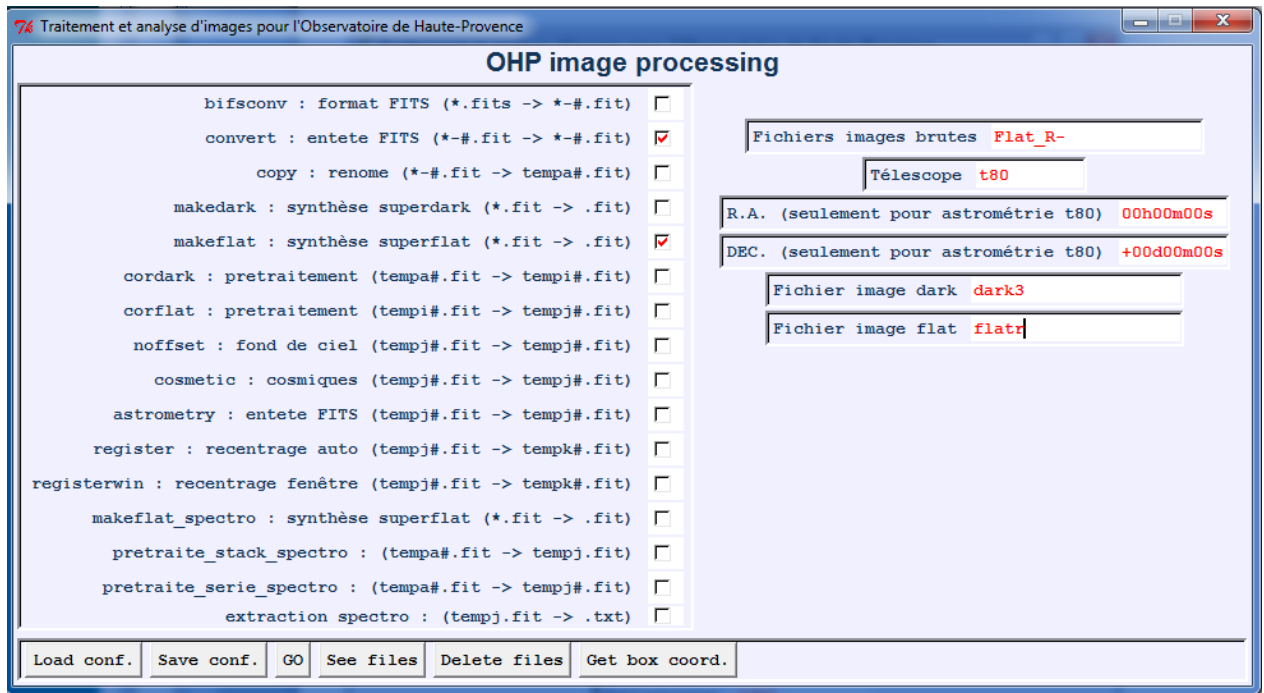 Traitement et analyse d'images pour l'Observatoire de Haute-Provence
OHP image processing
bifsconv : format FITS (*.fits -> *-#.fit)
convert : entete FITS (*-#.fit -> *-#.fit)
copy : renome (*-#.fit -> tempa#.fit)
makedark : synthèse superdark (*.fit -> .fit)
makeflat : synthèse superflat (*.fit -> .fit)
cordark : pretraitement (tempa#.fit -> tempi#.fit)
corflat : pretraitement (tempi#.fit -> tempj#.fit)
noffset : fond de ciel (tempj#.fit -> tempj#.fit)
cosmetic : cosmiques (tempj#.fit -> tempj#.fit)
astrometry : entete FITS (tempj#.fit -> tempj#.fit)
register : recentrage auto (tempj#.fit -> tempk#.fit)
registerwin : recentrage fenêtre (tempj#.fit -> tempk#.fit)
makeflat_spectro : synthèse superflat (*.fit -> .fit)
pretraite_stack_spectro : (tempa#.fit -> tempj.fit)
pretraite_serie_spectro : (tempa#.fit -> tempj#.fit)
extraction spectro : (tempj.fit -> .txt)
Fichiers images brutes Flat_R-
Télescope t80
R.A. (seulement pour astrométrie t80) 00h00m00s
DEC. (seulement pour astrométrie t80) +00d00m00s
Fichier image dark dark3
Fichier image flat flatr
Load conf. Save conf. GO See files Delete files Get box coord.